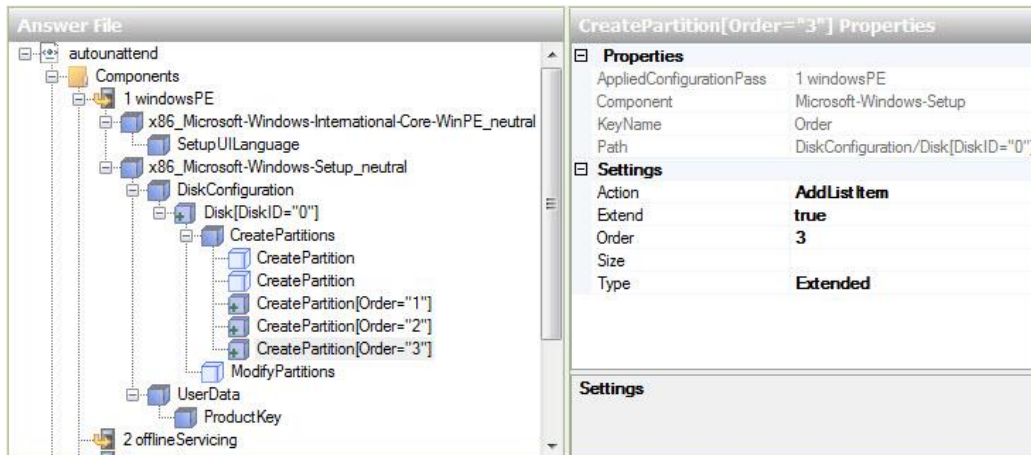 Answer File
autounattend
Components
1 windowsPE
x86_Microsoft-Windows-International-Core-WinPE_neutral
SetupUILanguage
x86_Microsoft-Windows-Setup_neutral
DiskConfiguration
Disk[DiskID="0"]
CreatePartitions
CreatePartition
CreatePartition
CreatePartition[Order="1"]
CreatePartition[Order="2"]
CreatePartition[Order="3"]
ModifyPartitions
UserData
ProductKey
2 offlineServicing
CreatePartition[Order="3"] Properties
Properties
AppliedConfigurationPass 1 windowsPE
Component Microsoft-Windows-Setup
KeyName Order
Path DiskConfiguration/Disk[DiskID="0"]
Settings
Action AddListItem
Extend true
Order 3
Size
Type Extended
Settings